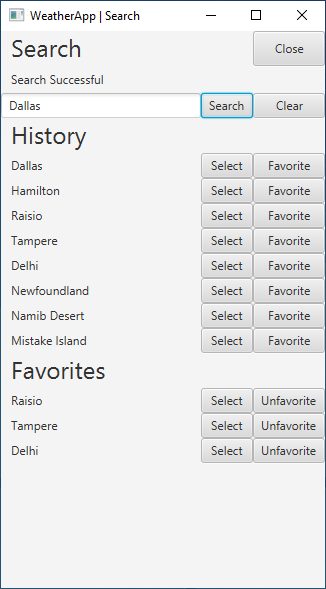 WeatherApp | Search
Search Close
Search Successful
Dallas Search Clear
History
Dallas Select Favorite
Hamilton Select Favorite
Raisio Select Favorite
Tampere Select Favorite
Delhi Select Favorite
Newfoundland Select Favorite
Namib Desert Select Favorite
Mistake Island Select Favorite
Favorites
Raisio Select Unfavorite
Tampere Select Unfavorite
Delhi Select Unfavorite